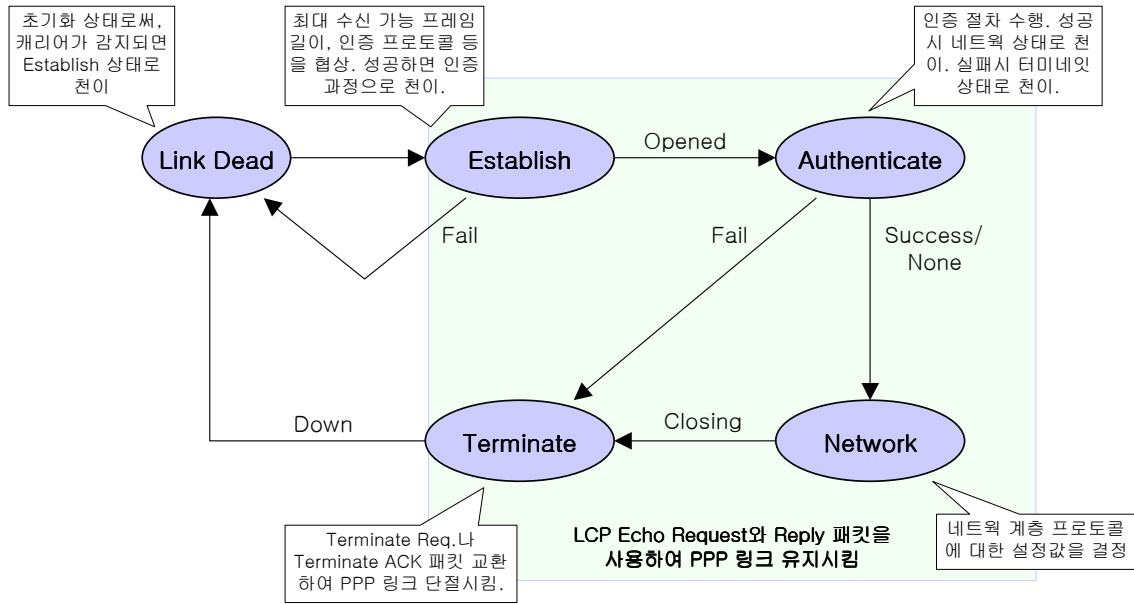 초기화 상태로써,
캐리어가 감지되면
Establish 상태로
천이
최대 수신 가능 프레임
길이, 인증 프로토콜 등
을 협상. 성공하면 인증
과정으로 천이.
인증 절차 수행. 성공
시 네트웍 상태로 천
이. 실패시 터미네잇
상태로 천이.
Link Dead
Establish
Opened
Authenticate
Fail
Fail
Success/
None
Down
Terminate
Closing
Network
Terminate Req.나
Terminate ACK 패킷 교환
하여 PPP 링크 단절시킴.
LCP Echo Request와 Reply 패킷을
사용하여 PPP 링크 유지시킴
네트웍 계층 프로토콜
에 대한 설정값을 결정